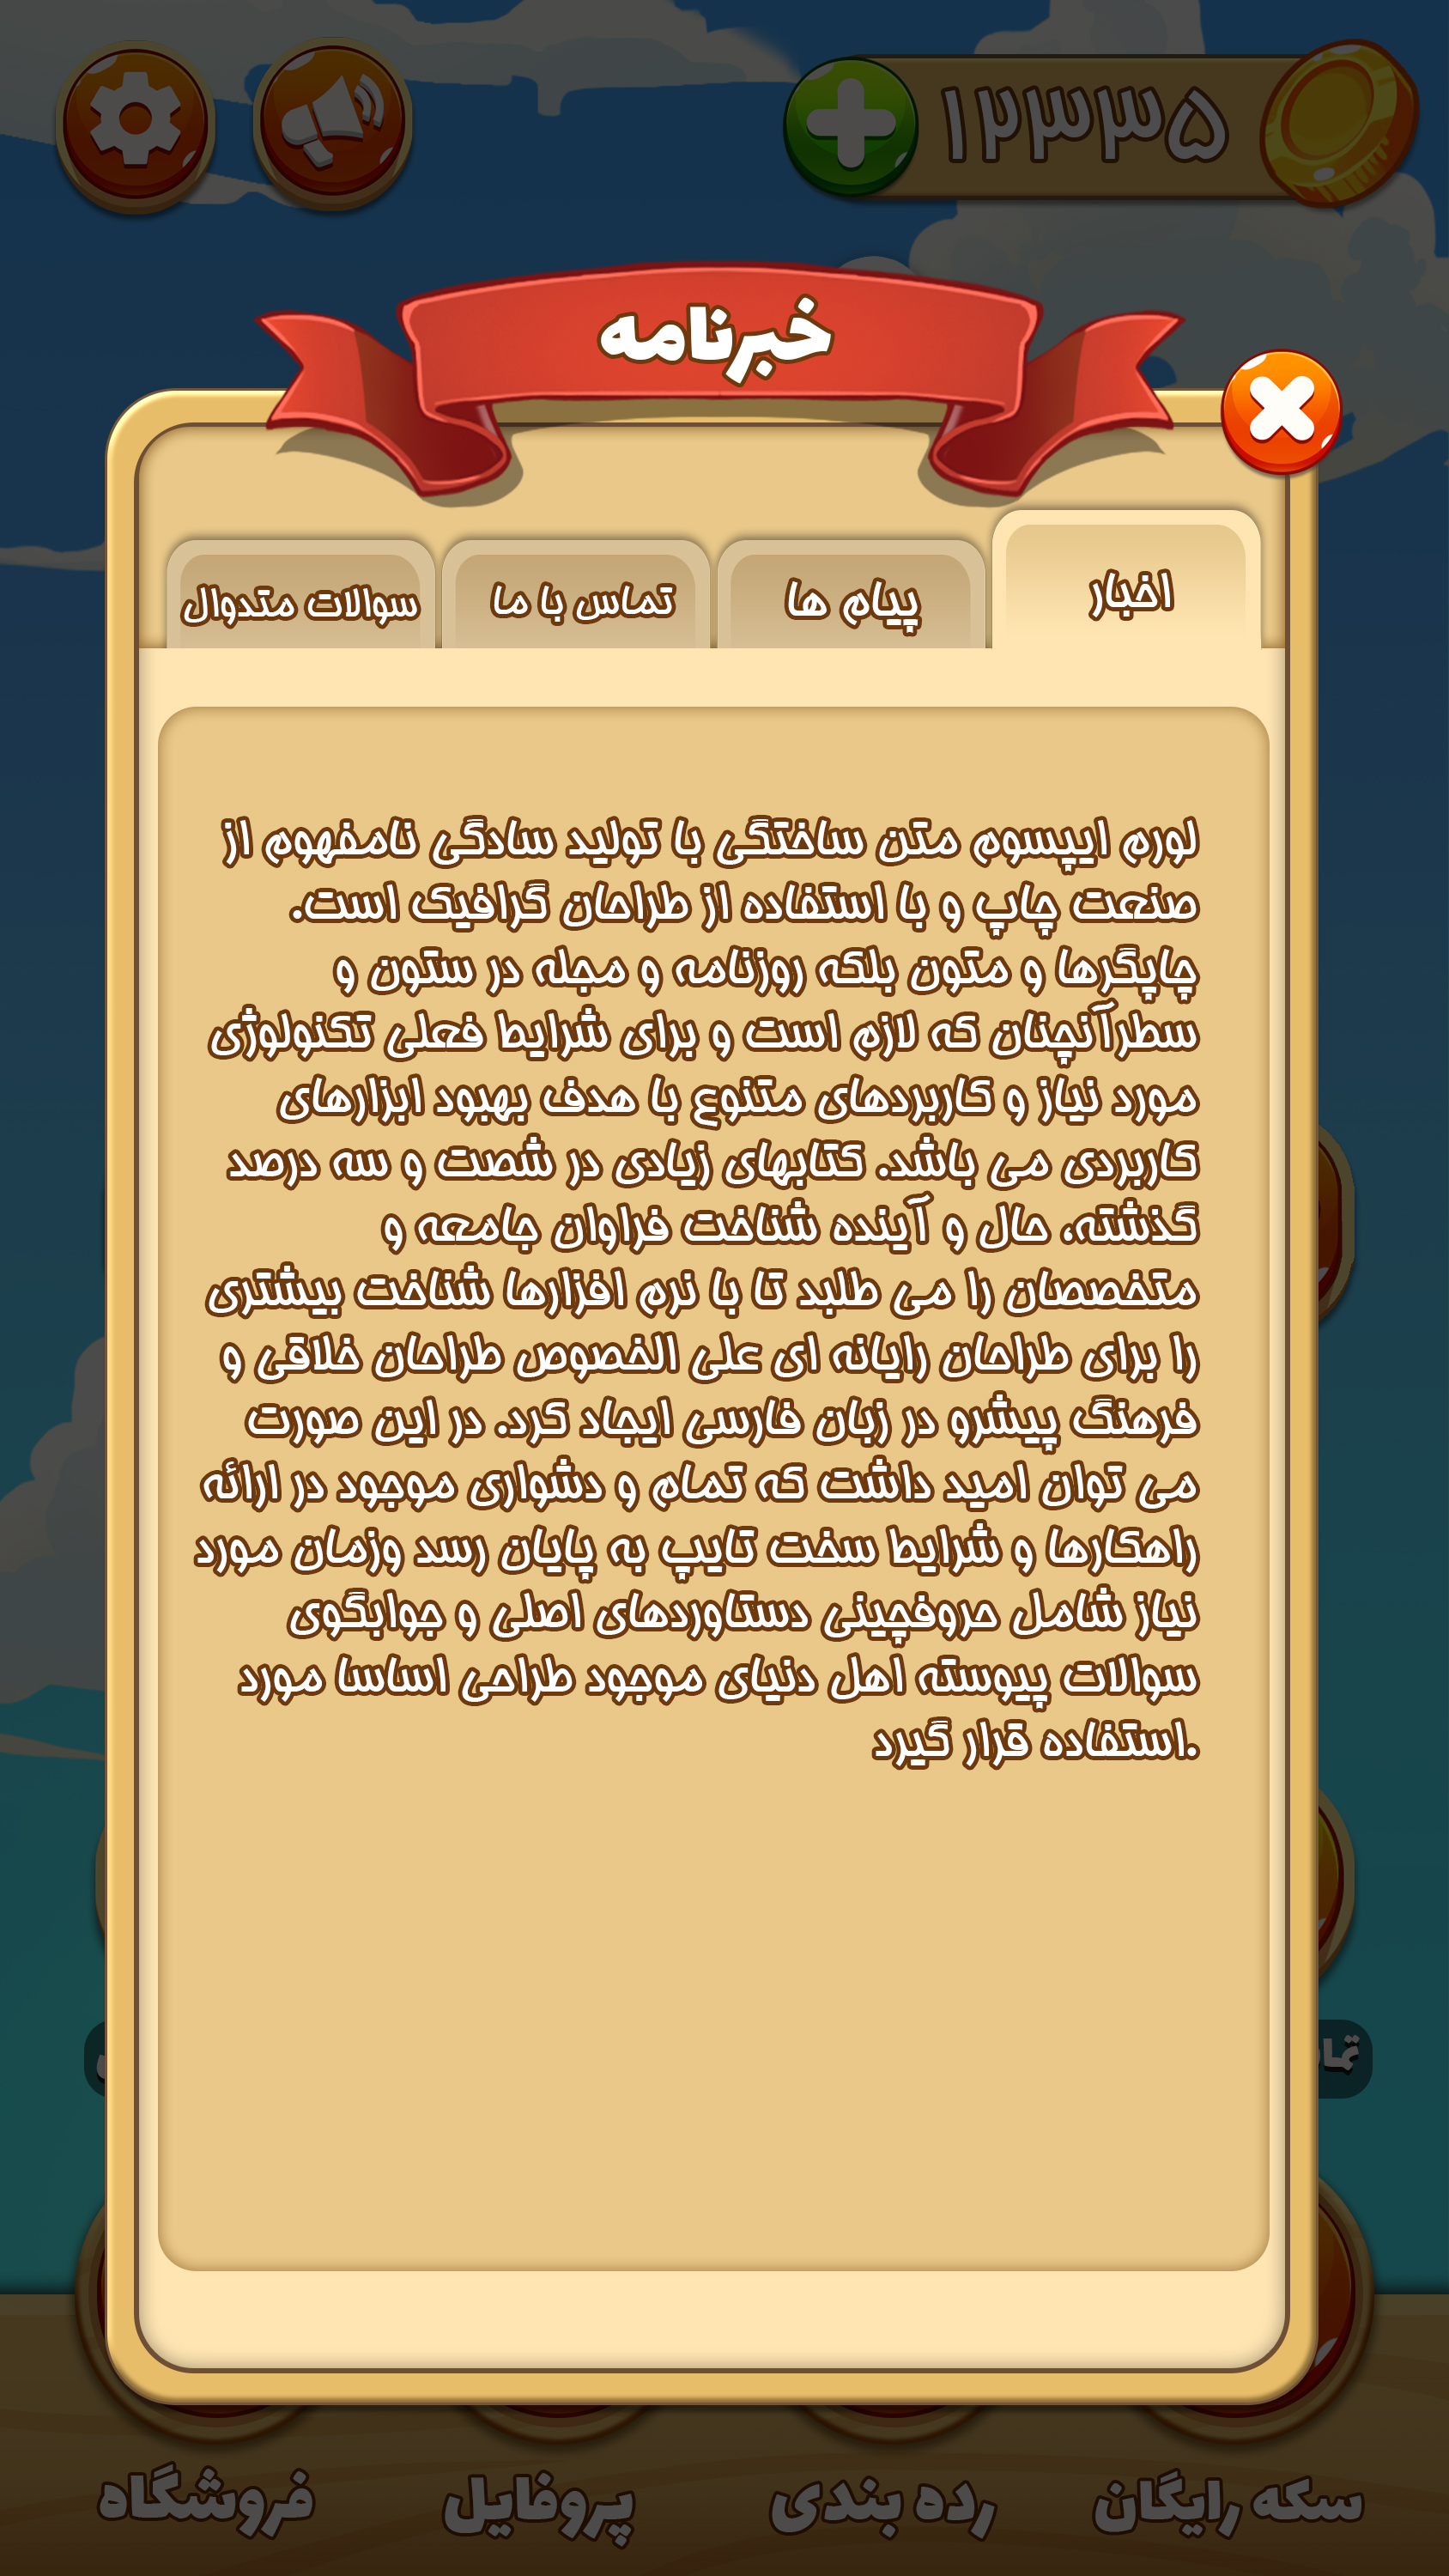 ۱۲۳۳۵
خبرنامه
اخبار
پیام ها
تماس با ما
سوالات متدوال
لورم ایپسوم متن ساختگی با تولید سادگی نامفهوم از
صنعت چاپ و با استفاده از طراحان گرافیک است.
چاپگرها و متون بلکه روزنامه و مجله در ستون و
سطرآنچنان که لازم است و برای شرایط فعلی تکنولوژی
مورد نیاز و کاربردهای متنوع با هدف بهبود ابزارهای
کاربردی می باشد. کتابهای زیادی در شصت و سه درصد
گذشته، حال و آینده شناخت فراوان جامعه و
متخصصان را می طلبد تا با نرم افزارها شناخت بیشتری
را برای طراحان رایانه ای علی الخصوص طراحان خلاقی و
فرهنگ پیشرو در زبان فارسی ایجاد کرد. در این صورت
می توان امید داشت که تمام و دشواری موجود در ارائه
راهکارها و شرایط سخت تایپ به پایان رسد وزمان مورد
نیاز شامل حروفچینی دستاوردهای اصلی و جوابگوی
سوالات پیوسته اهل دنیای موجود طراحی اساسا مورد
.استفاده قرار گیرد
سکه رایگان
رده بندی
پروفایل
فروشگاه